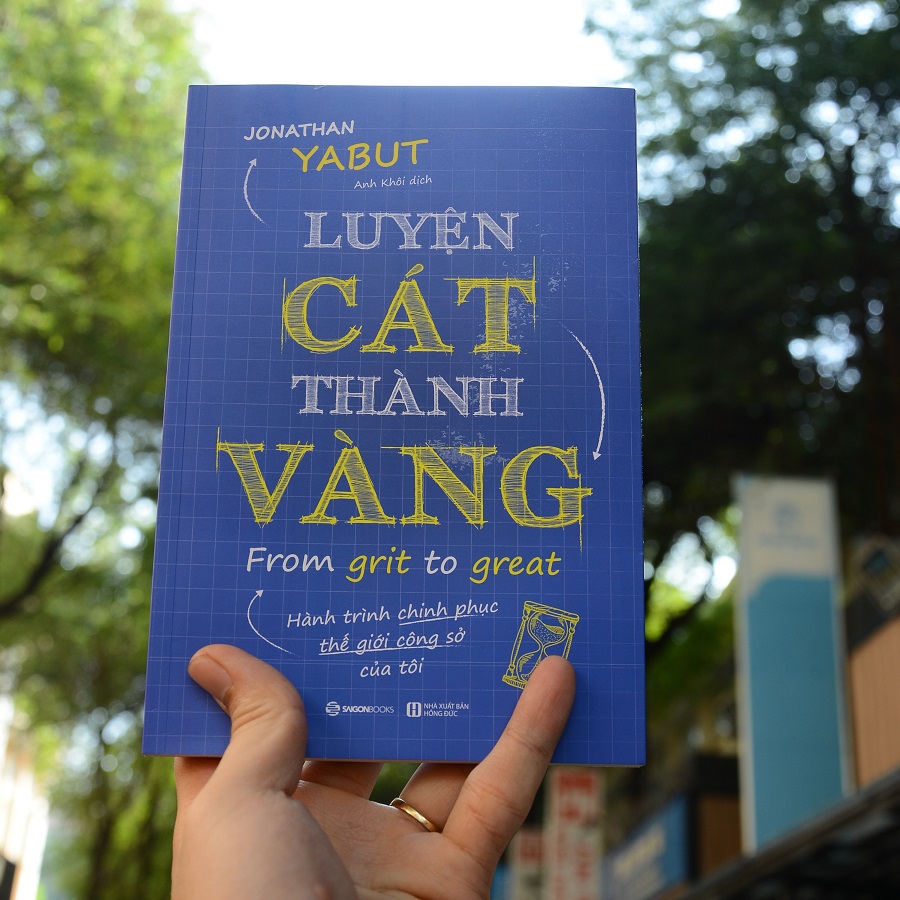 JONATHAN
YABUT
Anh Khôi dịch
LUYỆN
CÁT
THÀNH
VÀNG
From grit to great
Hành trình chinh phục
thế giới công sở
của tôi
SAIGONBOOKS
NHÀ XUẤT BẢN
HỒNG ĐỨC